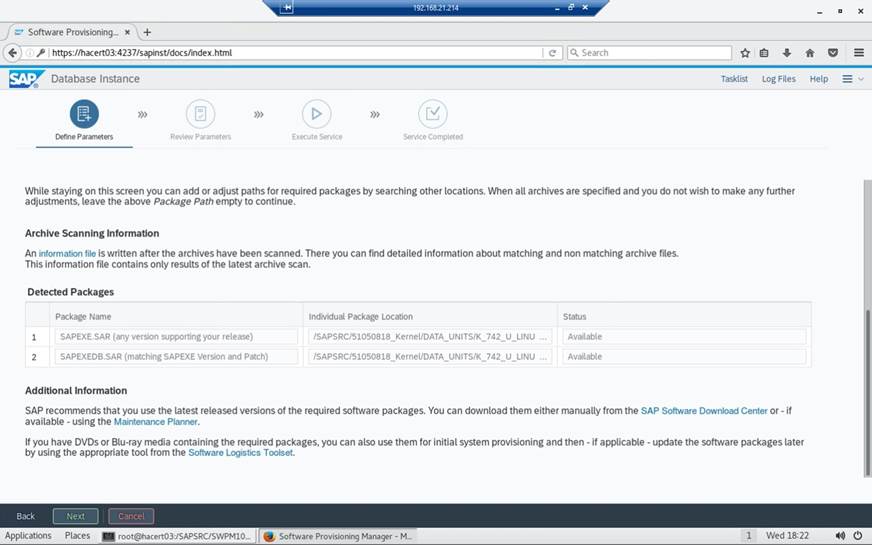 192.168.21.214
Software Provisioning...
https://hacert03:4237/sapinst/docs/index.html
Search
SAP
Database Instance
Tasklist
Log Files
Help
Define Parameters
Review Parameters
Execute Service
Service Completed
While staying on this screen you can add or adjust paths for required packages by searching other locations. When all archives are specified and you do not wish to make any further
adjustments, leave the above Package Path empty to continue.
Archive Scanning Information
An information file is written after the archives have been scanned. There you can find detailed information about matching and non matching archive files.
This information file contains only results of the latest archive scan.
Detected Packages
Package Name Individual Package Location Status
1 SAPEXE.SAR (any version supporting your release) /SAPSRC/51050818_Kernel/DATA_UNITS/K_742_U_LINU ... Available
2 SAPEXEDB.SAR (matching SAPEXE Version and Patch) /SAPSRC/51050818_Kernel/DATA_UNITS/K_742_U_LINU ... Available
Additional Information
SAP recommends that you use the latest released versions of the required software packages. You can download them either manually from the SAP Software Download Center or - if
available - using the Maintenance Planner.
If you have DVDs or Blu-ray media containing the required packages, you can also use them for initial system provisioning and then - if applicable - update the software packages later
by using the appropriate tool from the Software Logistics Toolset.
Back
Next
Cancel
Applications
Places
root@hacert03:/SAPSRC/SWPM10...
Software Provisioning Manager - M...
1
Wed 18:22